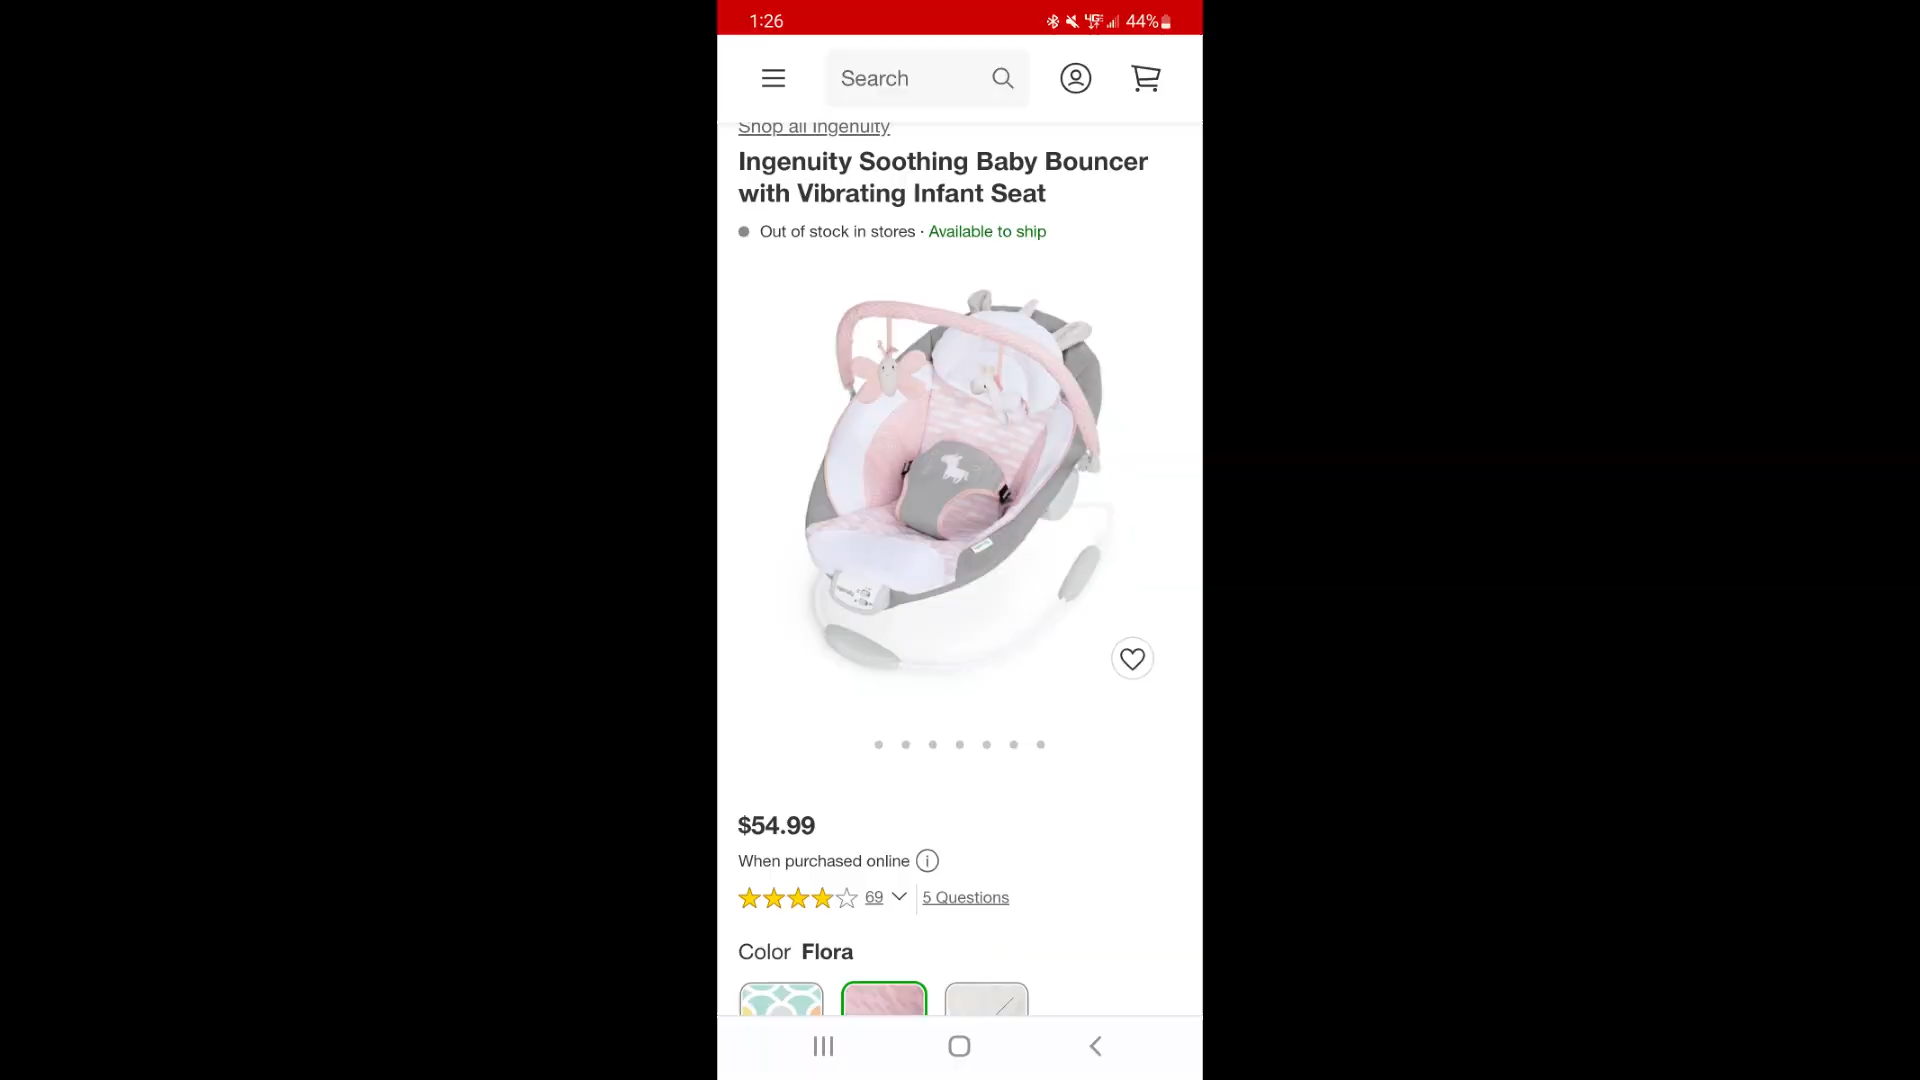 1:26
44%
Search
Shop all Ingenuity
Ingenuity Soothing Baby Bouncer
with Vibrating Infant Seat
Out of stock in stores · Available to ship
$54.99
When purchased online
69
5 Questions
Color Flora